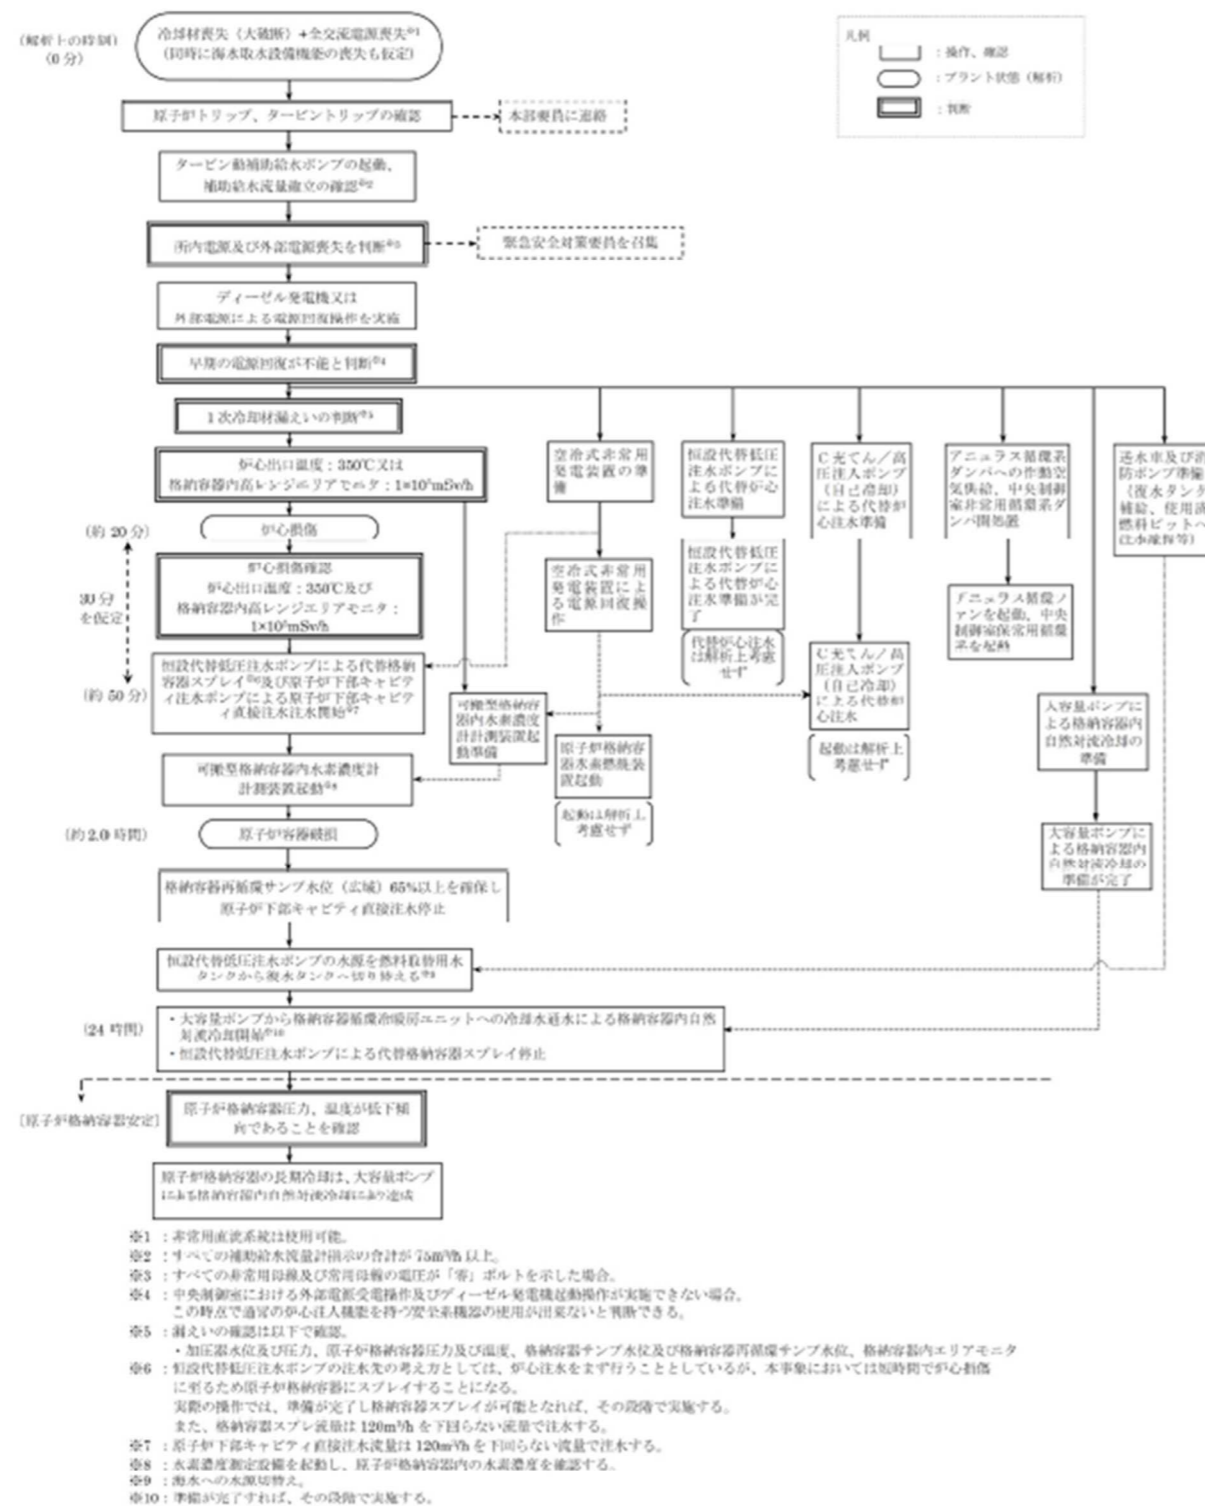 (解析上の時刻)
(0分)
冷却材喪失(大破断)+全交流電源喪失※1
(同時に海水取水設備機能の喪失も仮定)
凡例
:操作、確認
:プラント状態(解析)
:判断
原子炉トリップ、タービントリップの確認
本部要員に連絡
タービン動補助給水ポンプの起動、
補助給水流量確立の確認※2
所内電源及び外部電源喪失を判断※3
緊急安全対策要員を召集
ディーゼル発電機又は
外部電源による電源回復操作を実施
早期の電源回復が不能と判断※4
1次冷却材漏えいの判断※5
炉心出口温度:350℃又は
格納容器内高レンジエリアモニタ:1×10⁵mSv/h
(約20分)
炉心損傷
30分
を仮定
炉心損傷確認
炉心出口温度:350℃及び
格納容器内高レンジエリアモニタ:
1×10⁵mSv/h
(約50分)
恒設代替低圧注水ポンプによる代替格納
容器スプレイ※6及び原子炉下部キャビテ
ィ注水ポンプによる原子炉下部キャビテ
ィ直接注水注水開始※7
可搬型格納容器内水素濃度計
計測装置起動※8
空冷式非常用
発電装置の準
備
空冷式非常用
発電装置によ
る電源回復操
作
可搬型格納容
器内水素濃度
計計測装置起
動準備
原子炉格納容
器水素燃焼装
置起動
起動は解析上
考慮せず
恒設代替低圧
注水ポンプに
よる代替炉心
注水準備
恒設代替低圧
注水ポンプに
よる代替炉心
注水準備が完
了
代替炉心注水
は解析上考慮
せず
C充てん/高
圧注入ポンプ
(自己冷却)
による代替炉
心注水準備
C充てん/高
圧注入ポンプ
(自己冷却)
による代替炉
心注水
起動は解析上
考慮せず
アニュラス循環系
ダンパへの作動空
気供給、中央制御
室非常用循環系ダ
ンパ開処置
アニュラス循環フ
ァンを起動、中央
制御室非常用循環
系を起動
大容量ポンプに
よる格納容器内
自然対流冷却の
準備
大容量ポンプに
よる格納容器内
自然対流冷却の
準備が完了
送水車及び消
防ポンプ準備
(復水タンク
補給、使用済
燃料ピットへ
注水確保等)
(約2.0時間)
原子炉容器破損
格納容器再循環サンプ水位(広域)65%以上を確保し
原子炉下部キャビティ直接注水停止
恒設代替低圧注水ポンプの水源を燃料取替用水
タンクから復水タンクへ切り替える※9
(24時間)
・大容量ポンプから格納容器循環冷暖房ユニットへの冷却水通水による格納容器内自然
対流冷却開始※10
・恒設代替低圧注水ポンプによる代替格納容器スプレイ停止
[原子炉格納容器安定]
原子炉格納容器圧力、温度が低下傾
向であることを確認
原子炉格納容器の長期冷却は、大容量ポンプ
による格納容器内自然対流冷却により達成
※1 :非常用直流系統は使用可能。
※2 :すべての補助給水流量計指示の合計が75m³/h以上。
※3 :すべての非常用母線及び常用母線の電圧が「零」ボルトを示した場合。
※4 :中央制御室における外部電源受電操作及びディーゼル発電機起動操作が実施できない場合。
この時点で通常の炉心注入機能を持つ安全系機器の使用が出来ないと判断できる。
※5 :漏えいの確認は以下で確認。
・加圧器水位及び圧力、原子炉格納容器圧力及び温度、格納容器サンプ水位及び格納容器再循環サンプ水位、格納容器内エリアモニタ
※6 :恒設代替低圧注水ポンプの注水先の考え方としては、炉心注水をまず行うこととしているが、本事象においては短時間で炉心損傷
に至るため原子炉格納容器にスプレイすることになる。
実際の操作では、準備が完了し格納容器スプレイが可能となれば、その段階で実施する。
また、格納容器スプレイ流量は120m³/hを下回らない流量で注水する。
※7 :原子炉下部キャビティ直接注水流量は120m³/hを下回らない流量で注水する。
※8 :水素濃度測定設備を起動し、原子炉格納容器内の水素濃度を確認する。
※9 :海水への水源切替え。
※10:準備が完了すれば、その段階で実施する。